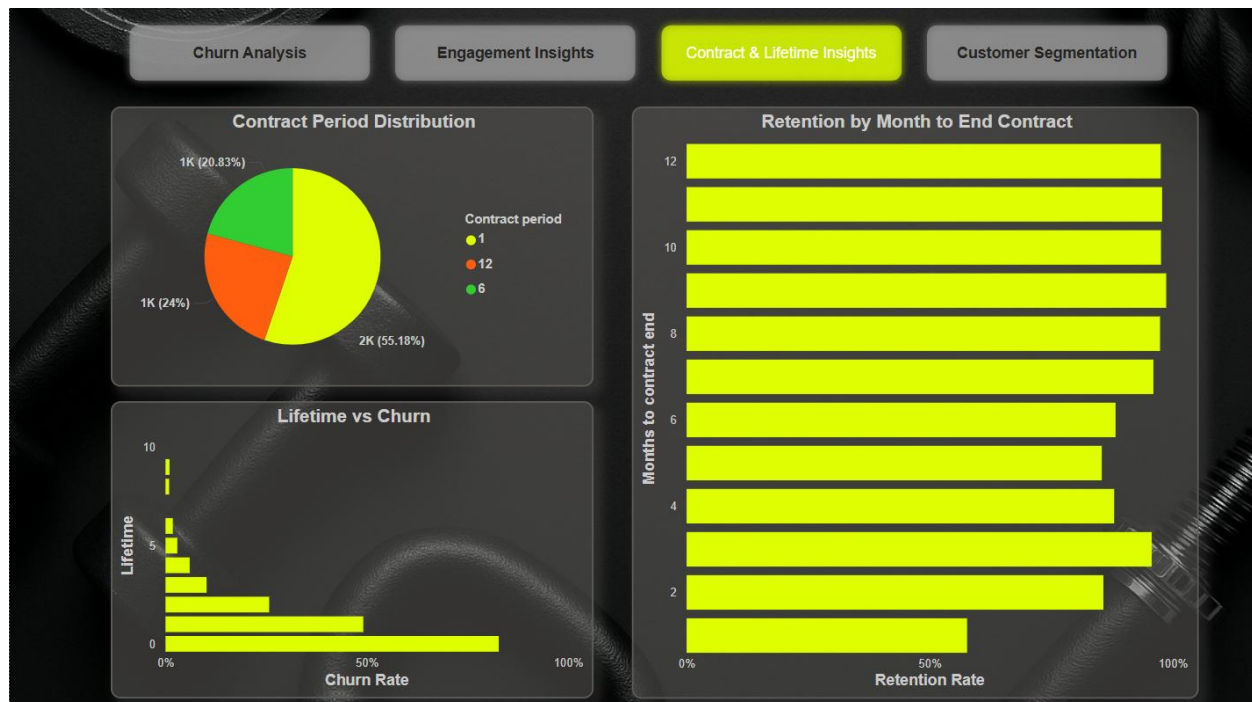 Churn Analysis
Engagement Insights
Contract & Lifetime Insights
Customer Segmentation
Contract Period Distribution
1K (20.83%)
1K (24%)
2K (55.18%)
Contract period
1
12
6
Lifetime vs Churn
Lifetime
10
5
0
0%
50%
100%
Churn Rate
Retention by Month to End Contract
Months to contract end
12
10
8
6
4
2
0%
50%
100%
Retention Rate